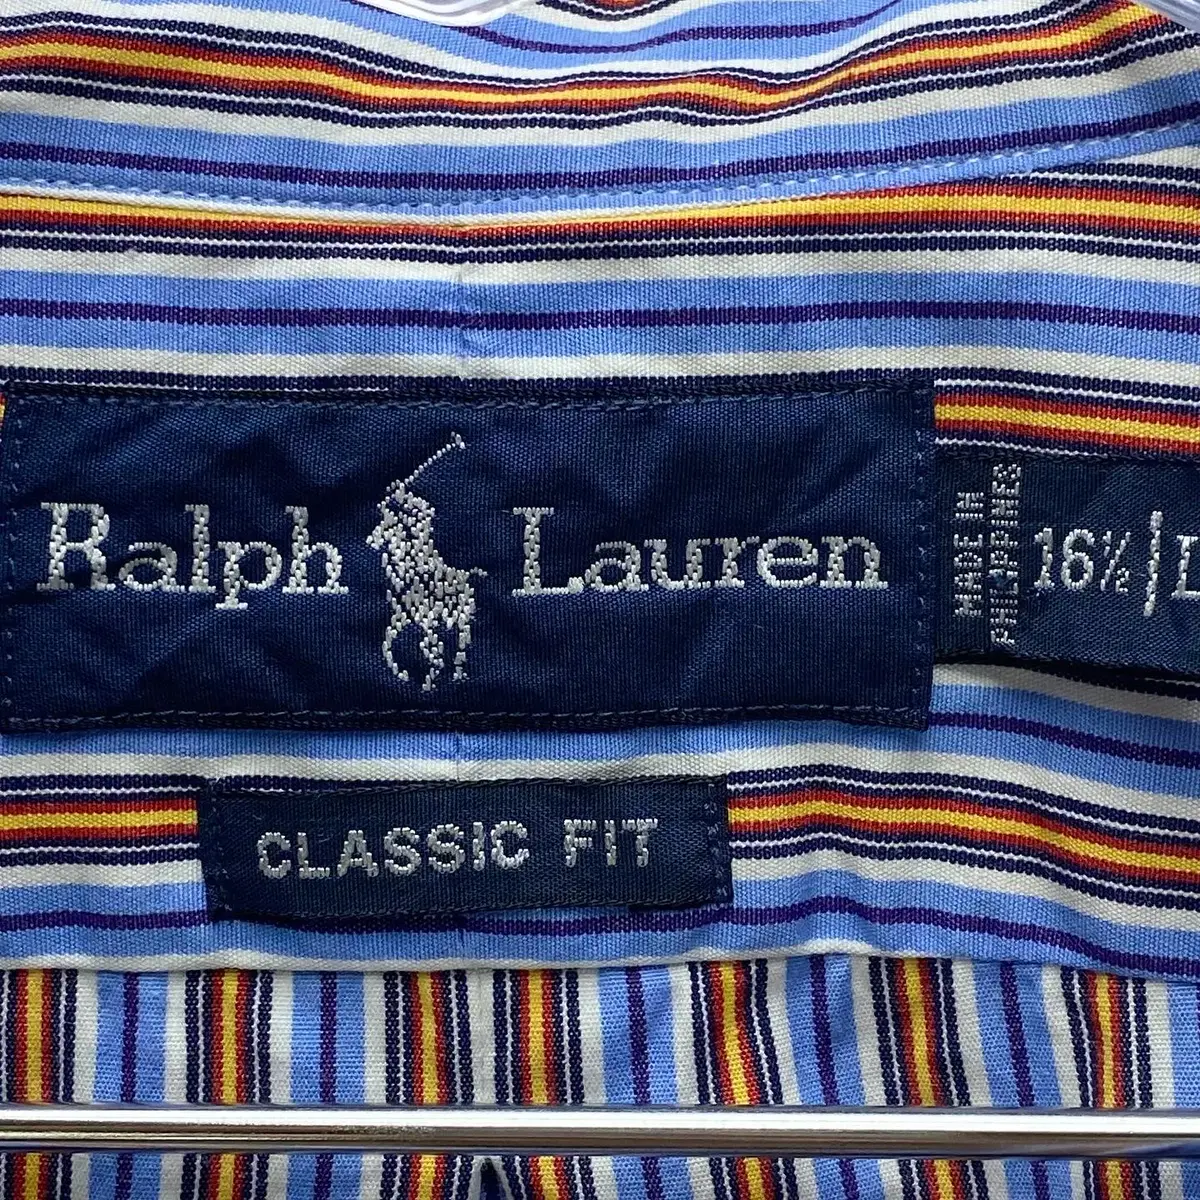 Ralph Lauren
MADE IN
PHILIPPINES
16½/L
CLASSIC FIT